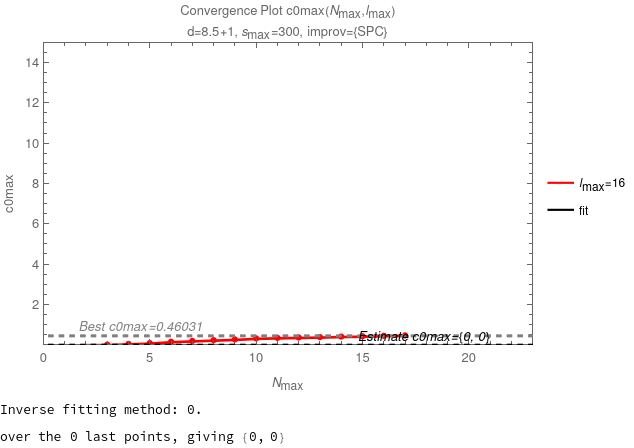 Convergence Plot c0max(Nmax,lmax)
d=8.5+1, smax=300, improv={SPC}
14
12
10
8
6
4
2
0
5
10
15
20
c0max
Nmax
Best c0max=0.46031
Estimate c0max={0, 0}
lmax=16
fit
Inverse fitting method: 0.
over the 0 last points, giving {0, 0}